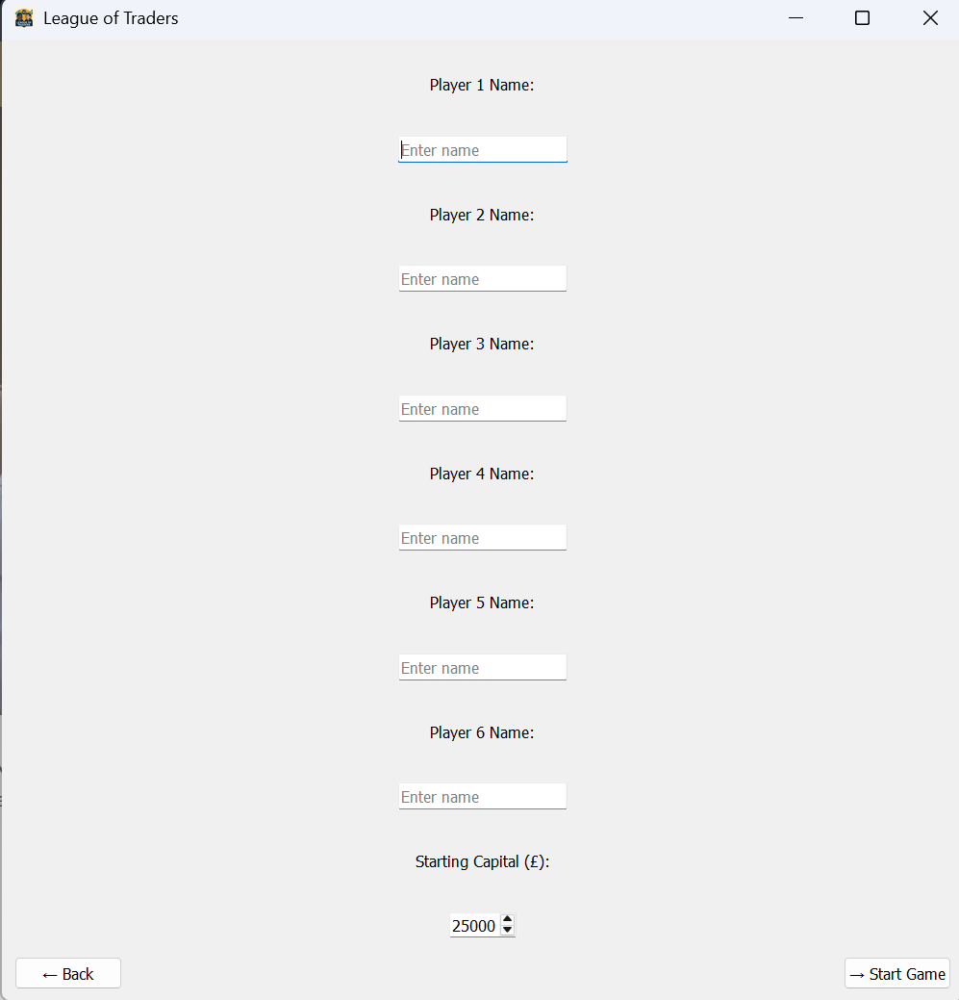 League of Traders
Player 1 Name:
Enter name
Player 2 Name:
Enter name
Player 3 Name:
Enter name
Player 4 Name:
Enter name
Player 5 Name:
Enter name
Player 6 Name:
Enter name
Starting Capital (£):
25000
← Back
→ Start Game